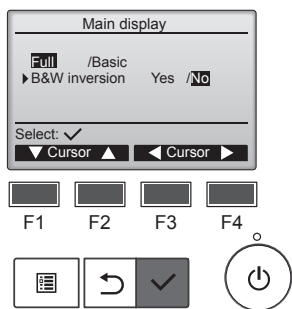 Main display
Full /Basic
▶B&W inversion Yes /No
Select: ✓
▼ Cursor ▲ ◀ Cursor ▶
F1 F2 F3 F4